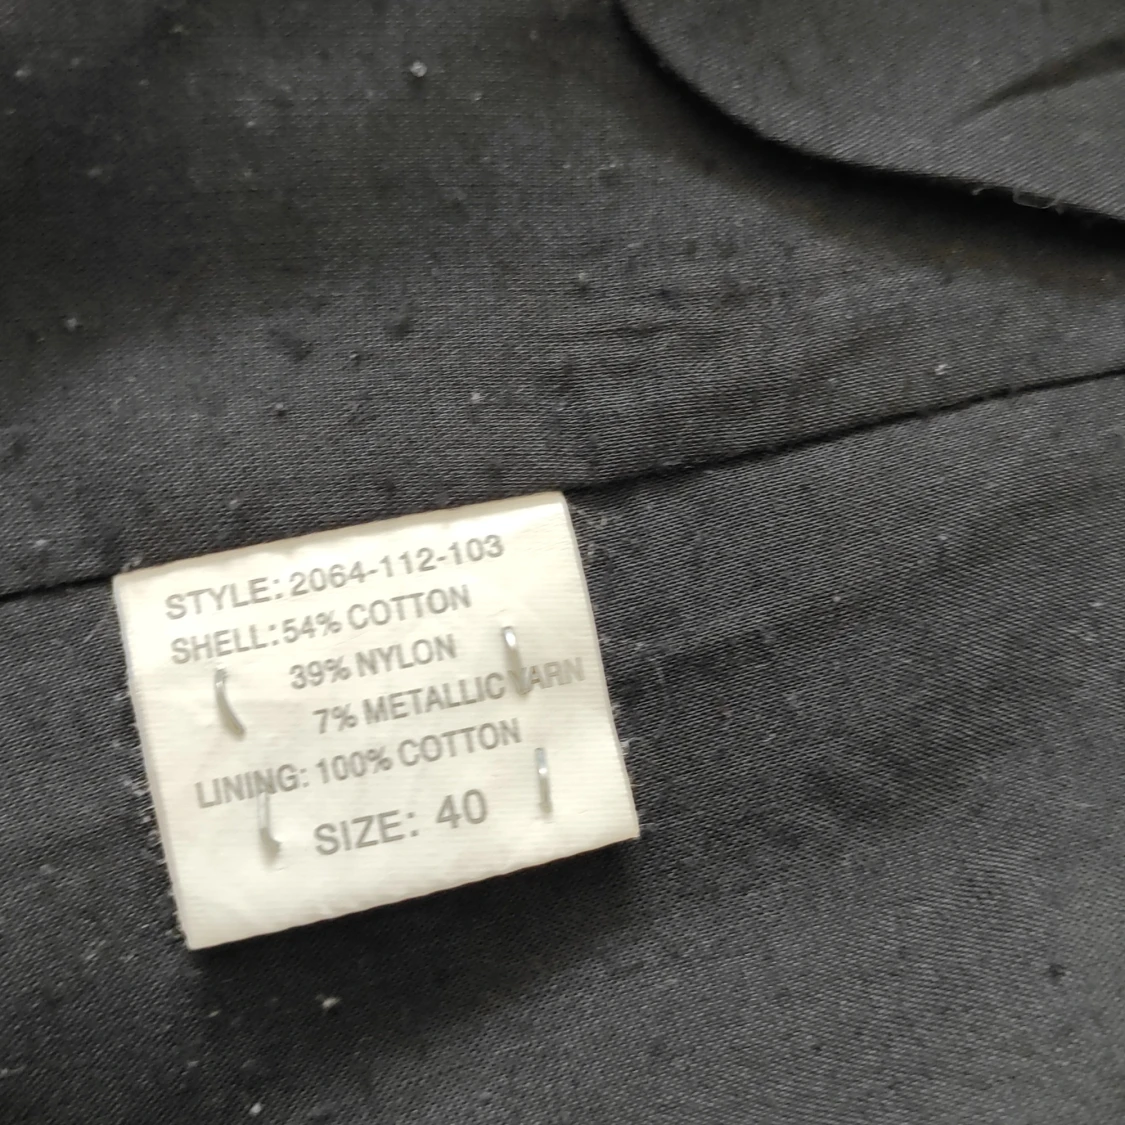 STYLE: 2064-112-103
SHELL: 54% COTTON
39% NYLON
7% METALLIC YARN
LINING: 100% COTTON
SIZE: 40